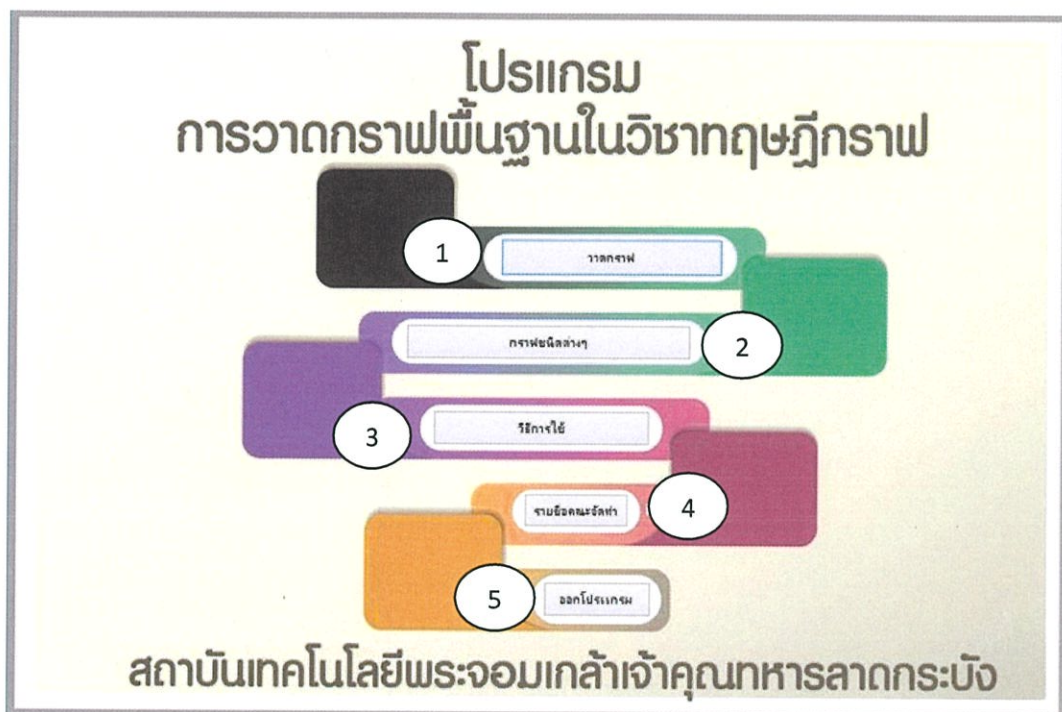 โปรแกรม
การวาดกราฟพื้นฐานในวิชาทฤษฎีกราฟ
1
วาดกราฟ
กราฟชนิดต่างๆ
2
3
วิธีการใช้
รายชื่อคณะจัดทำ
4
5
ออกโปรแกรม
สถาบันเทคโนโลยีพระจอมเกล้าเจ้าคุณทหารลาดกระบัง